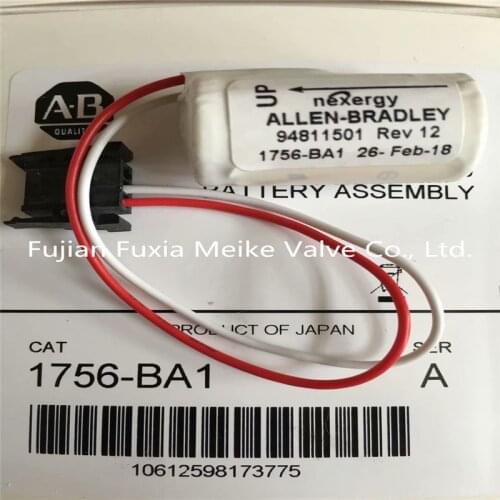 UP
nexergy
ALLEN-BRADLEY
94811501 Rev 12
1756-BA1 26-Feb-18
A-B
QUALITY
BATTERY ASSEMBLY
Fujian Fuxia Meike Valve Co., Ltd.
PRODUCT OF JAPAN
CAT
SER
1756-BA1
A
10612598173775